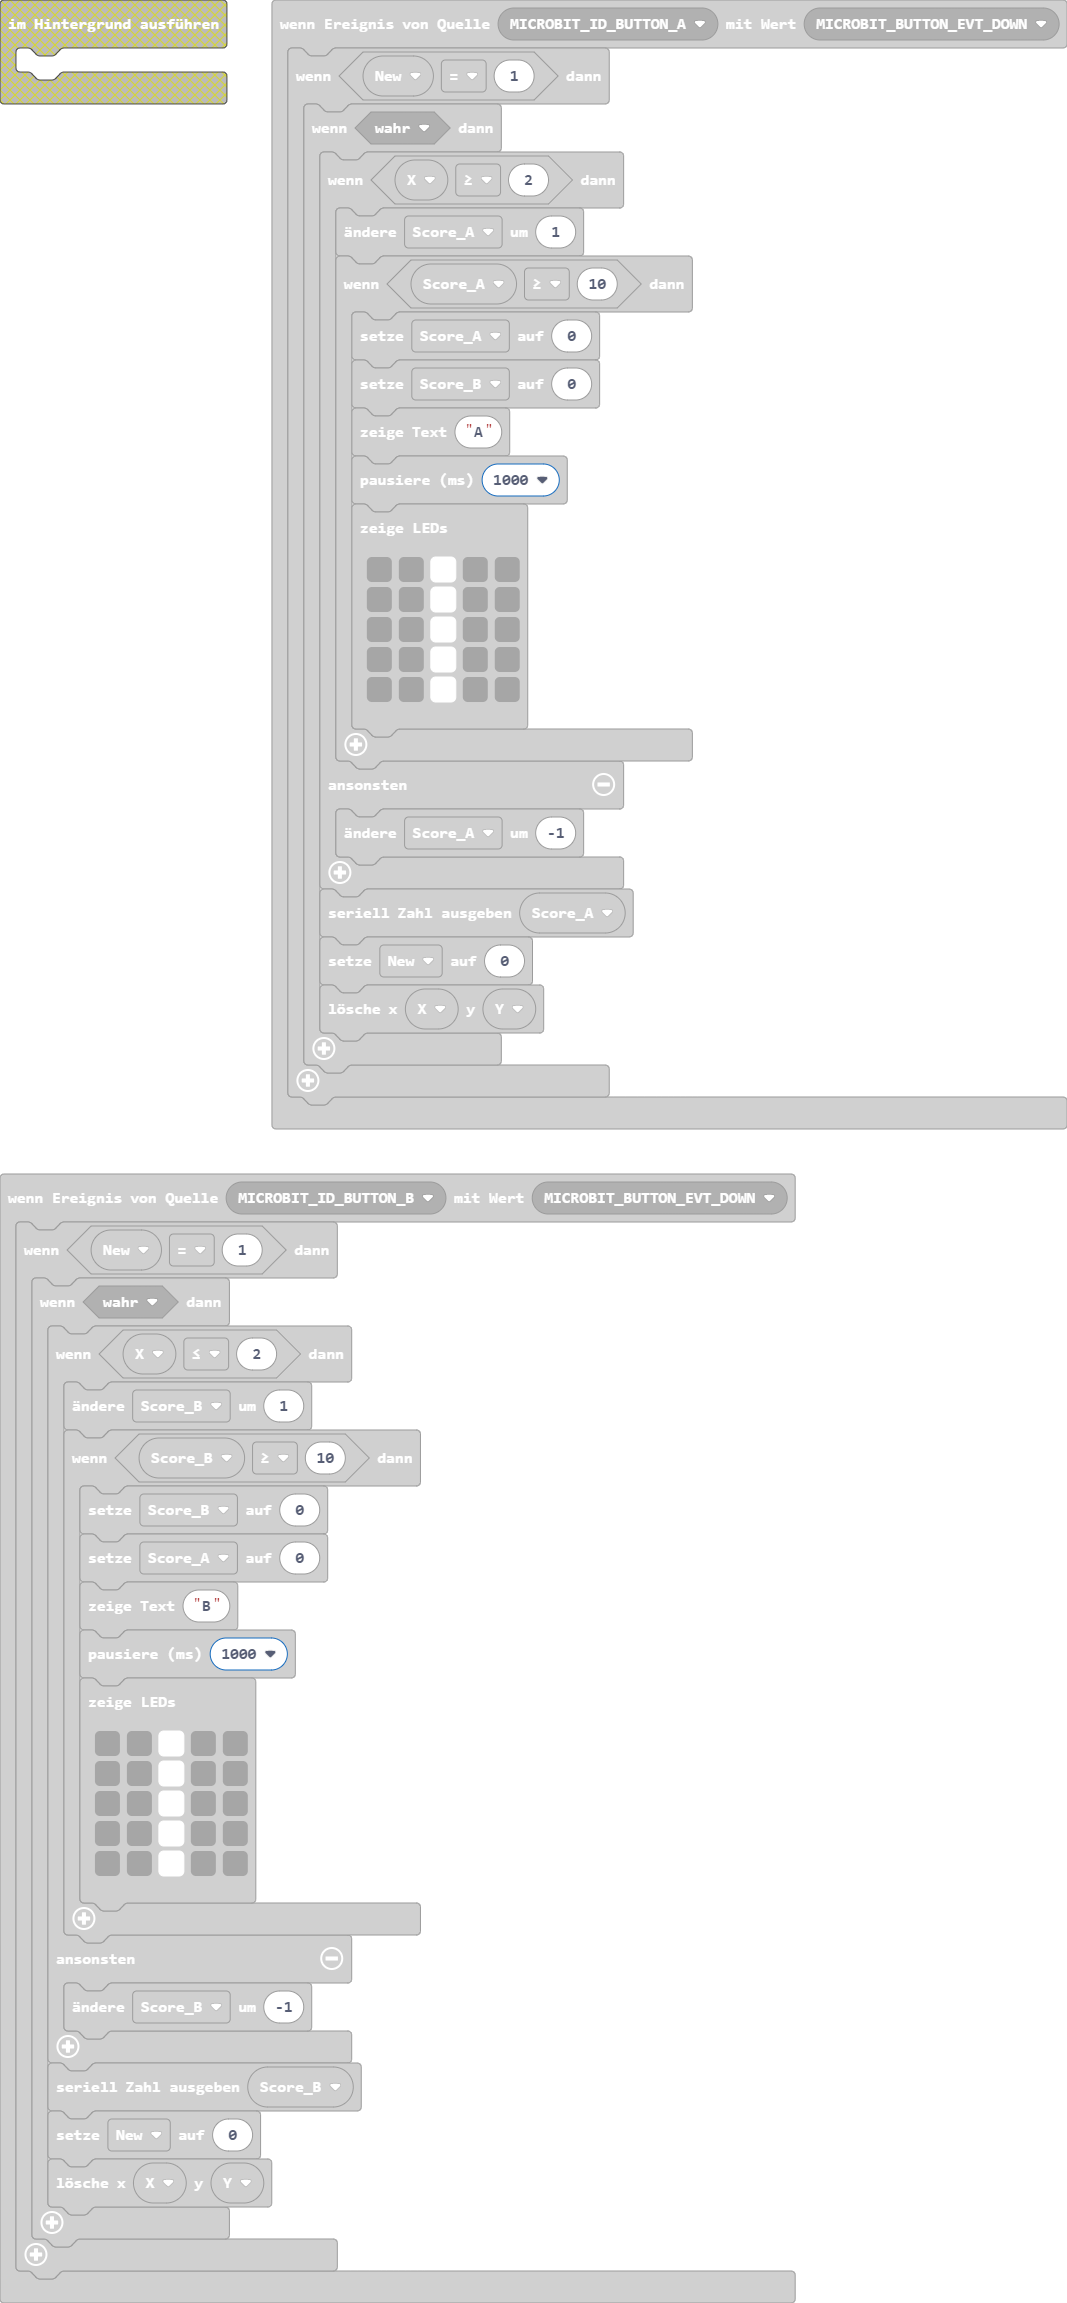 im Hintergrund ausführen
wenn Ereignis von Quelle MICROBIT_ID_BUTTON_A mit Wert MICROBIT_BUTTON_EVT_DOWN
wenn New = 1 dann
wenn wahr dann
wenn X ≥ 2 dann
ändere Score_A um 1
wenn Score_A ≥ 10 dann
setze Score_A auf 0
setze Score_B auf 0
zeige Text "A"
pausiere (ms) 1000
zeige LEDs
ansonsten
ändere Score_A um -1
seriell Zahl ausgeben Score_A
setze New auf 0
lösche x X y Y
wenn Ereignis von Quelle MICROBIT_ID_BUTTON_B mit Wert MICROBIT_BUTTON_EVT_DOWN
wenn New = 1 dann
wenn wahr dann
wenn X ≤ 2 dann
ändere Score_B um 1
wenn Score_B ≥ 10 dann
setze Score_B auf 0
setze Score_A auf 0
zeige Text "B"
pausiere (ms) 1000
zeige LEDs
ansonsten
ändere Score_B um -1
seriell Zahl ausgeben Score_B
setze New auf 0
lösche x X y Y